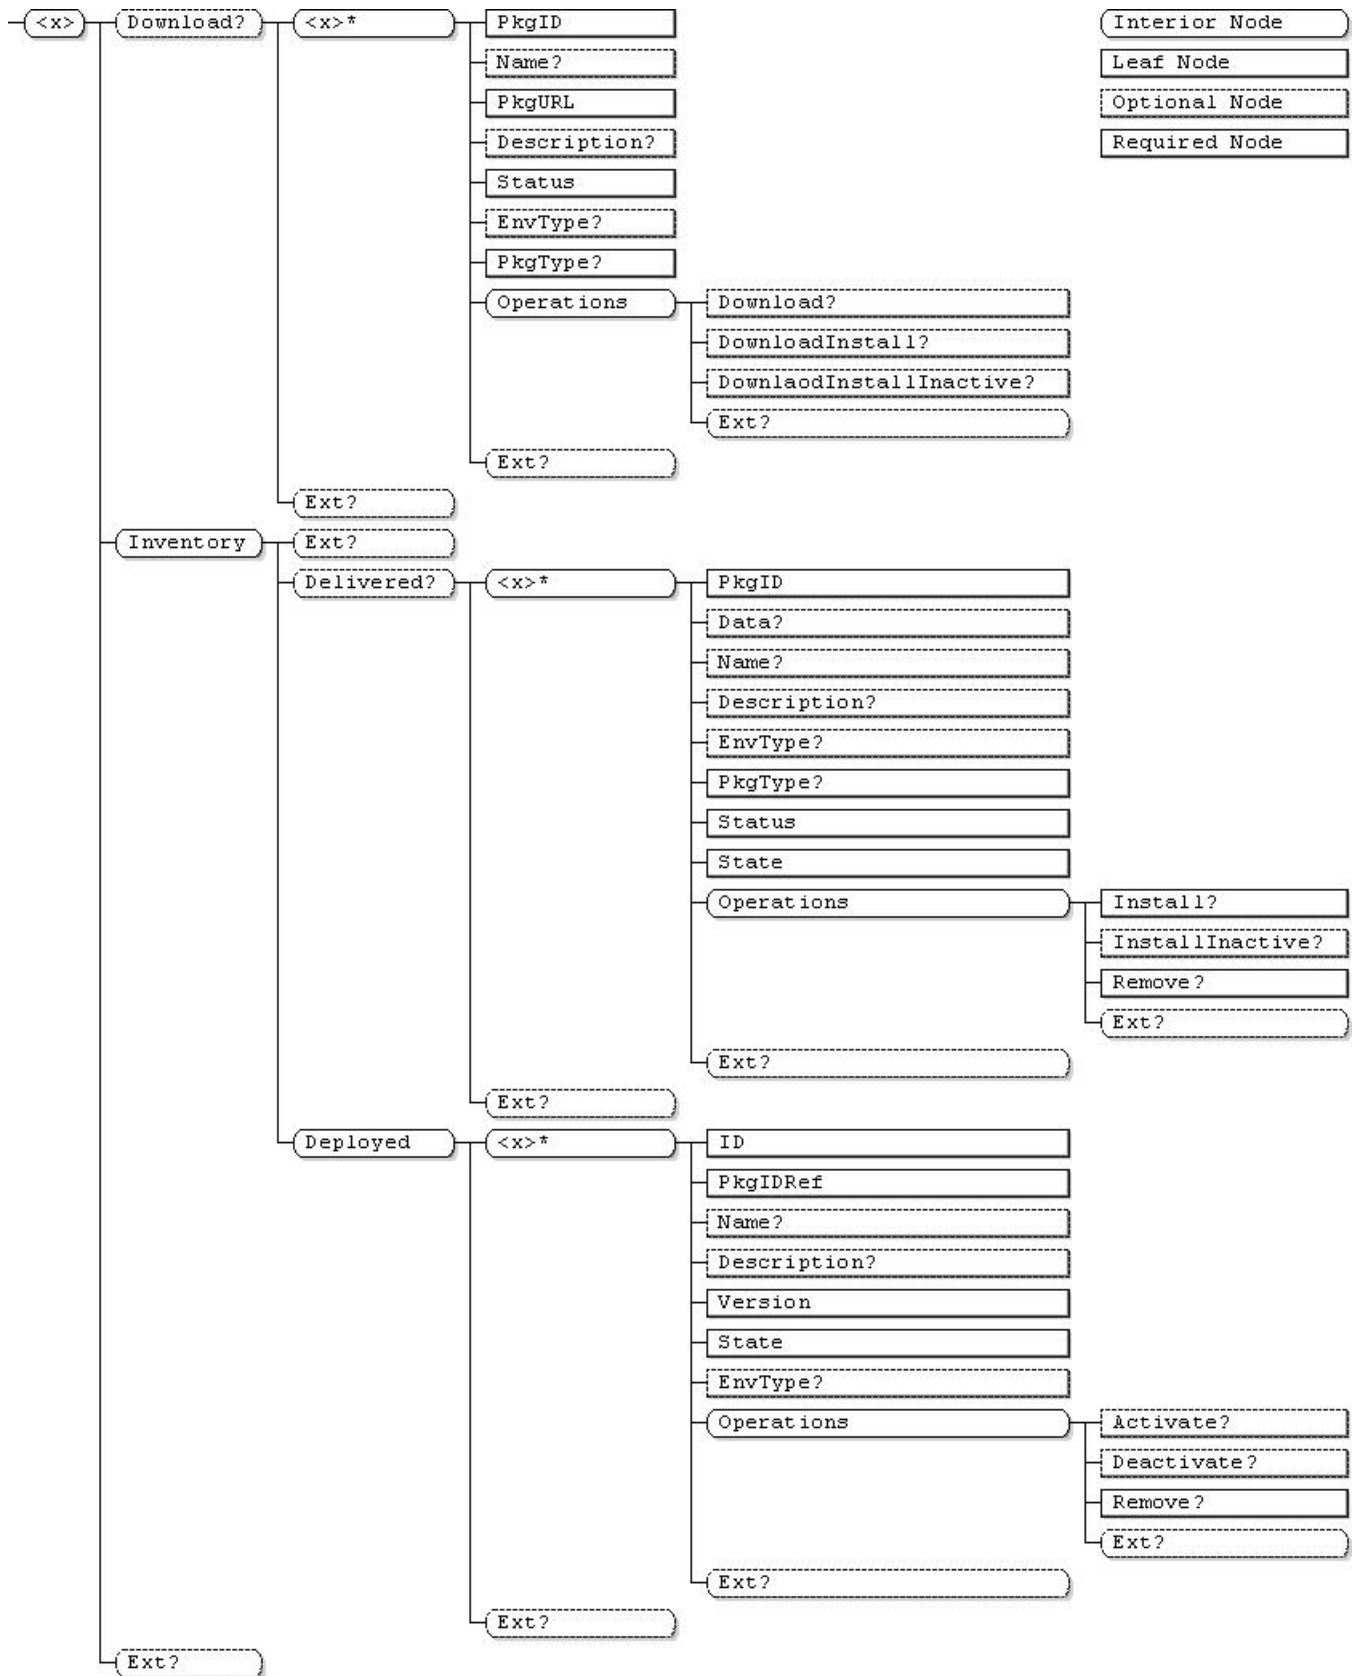 <x> Download? <x>* PkgID Interior Node
Name? Leaf Node
PkgURL Optional Node
Description? Required Node
Status
EnvType?
PkgType?
Operations Download?
DownloadInstall?
DownlaodInstallInactive?
Ext?
Ext?
Ext?
Inventory Ext?
Delivered? <x>* PkgID
Data?
Name?
Description?
EnvType?
PkgType?
Status
State
Operations Install?
InstallInactive?
Remove?
Ext?
Ext?
Ext?
Deployed <x>* ID
PkgIDRef
Name?
Description?
Version
State
EnvType?
Operations Activate?
Deactivate?
Remove?
Ext?
Ext?
Ext?
Ext?